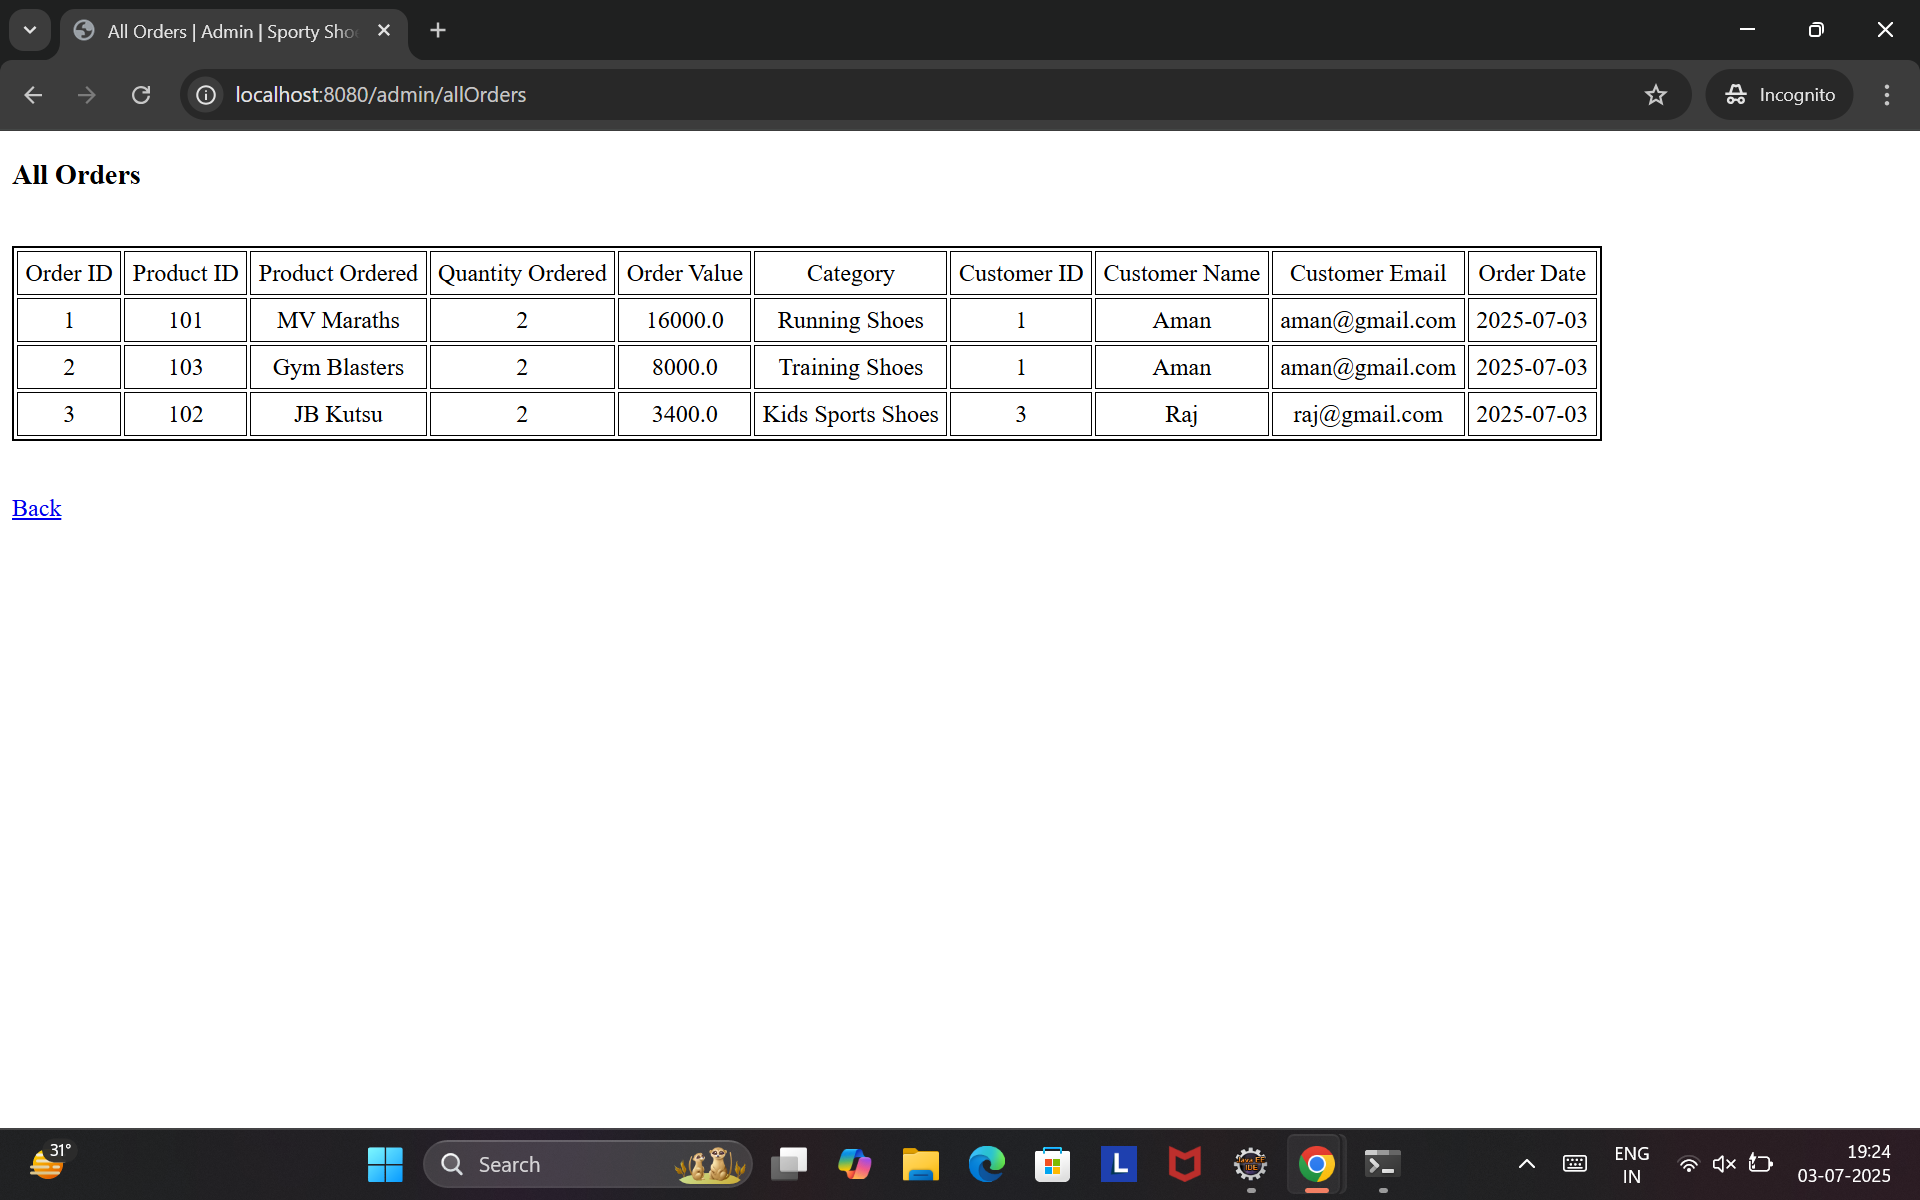 All Orders | Admin | Sporty Sho
localhost:8080/admin/allOrders
Incognito
All Orders
Order ID Product ID Product Ordered Quantity Ordered Order Value Category Customer ID Customer Name Customer Email Order Date
1 101 MV Maraths 2 16000.0 Running Shoes 1 Aman aman@gmail.com 2025-07-03
2 103 Gym Blasters 2 8000.0 Training Shoes 1 Aman aman@gmail.com 2025-07-03
3 102 JB Kutsu 2 3400.0 Kids Sports Shoes 3 Raj raj@gmail.com 2025-07-03
Back
31°
Search
L
ENG
IN
19:24
03-07-2025